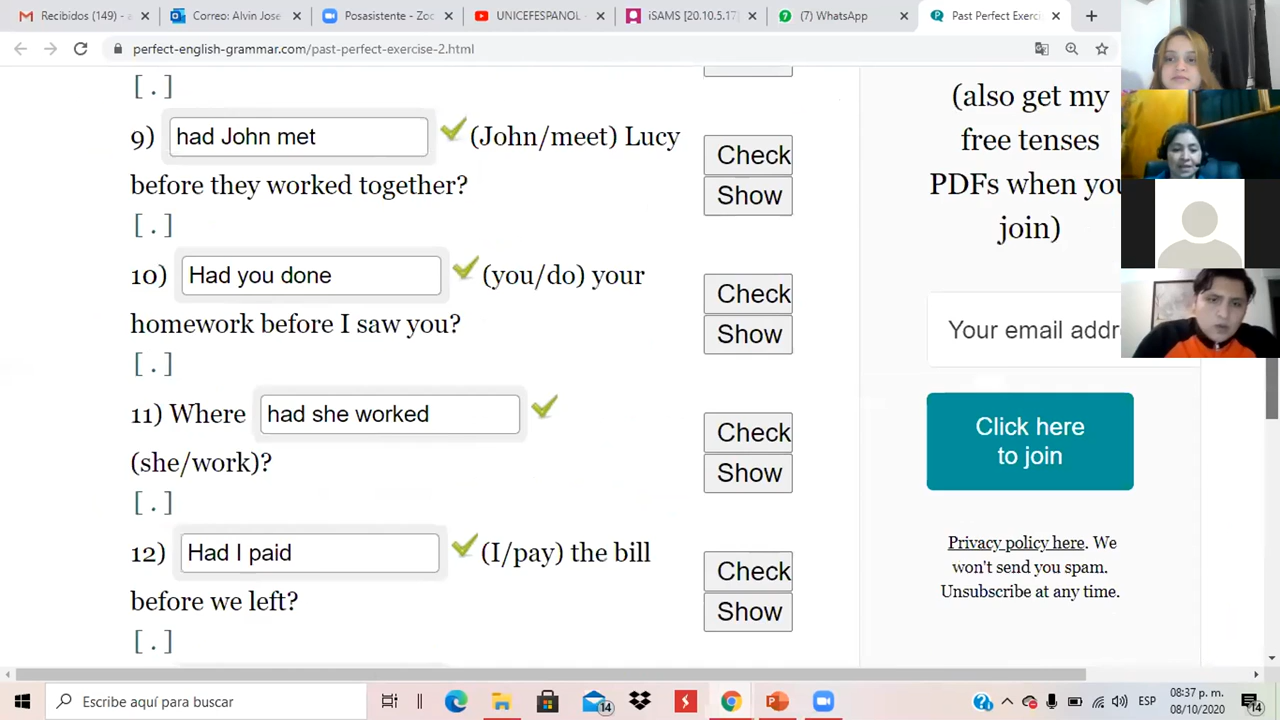 Recibidos (149) - a
Correo: Alvin Jose
Posasistente - Zoo
UNICEFESPANOL -
iSAMS [20.10.5.17]
(7) WhatsApp
Past Perfect Exerci
perfect-english-grammar.com/past-perfect-exercise-2.html
[ . ]
9) had John met (John/meet) Lucy
before they worked together?
[ . ]
Check
Show
10) Had you done (you/do) your
homework before I saw you?
[ . ]
Check
Show
11) Where had she worked
(she/work)?
[ . ]
Check
Show
12) Had I paid (I/pay) the bill
before we left?
[ . ]
Check
Show
(also get my
free tenses
PDFs when you
join)
Your email addr
Click here
to join
Privacy policy here. We
won't send you spam.
Unsubscribe at any time.
Escribe aquí para buscar
14
ESP
08:37 p. m.
08/10/2020
14